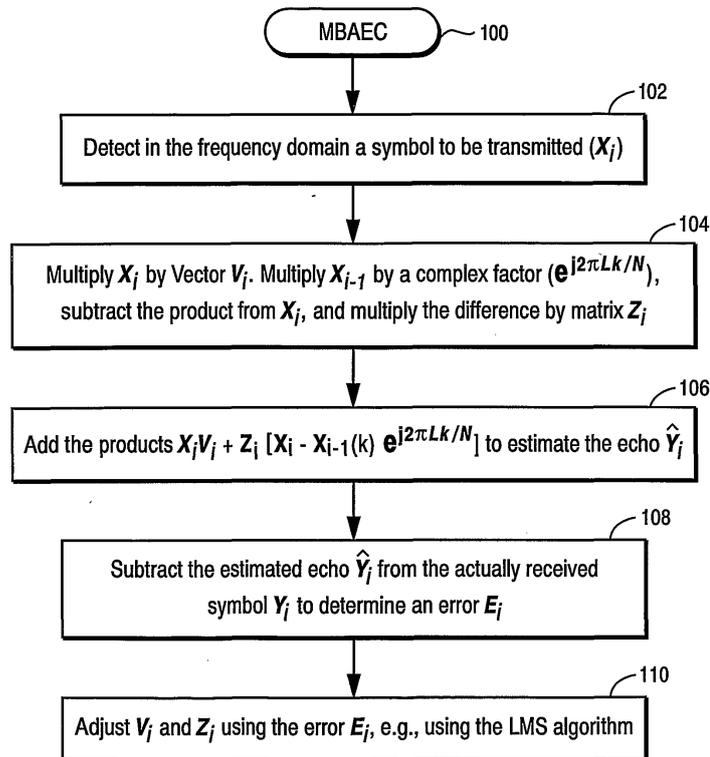 MBAEC
100
102
Detect in the frequency domain a symbol to be transmitted (Xi)
104
Multiply Xi by Vector Vi. Multiply Xi-1 by a complex factor (e^j2πLk/N),
subtract the product from Xi, and multiply the difference by matrix Zi
106
Add the products XiVi + Zi [Xi - Xi-1(k) e^j2πLk/N] to estimate the echo Ŷi
108
Subtract the estimated echo Ŷi from the actually received
symbol Yi to determine an error Ei
110
Adjust Vi and Zi using the error Ei, e.g., using the LMS algorithm